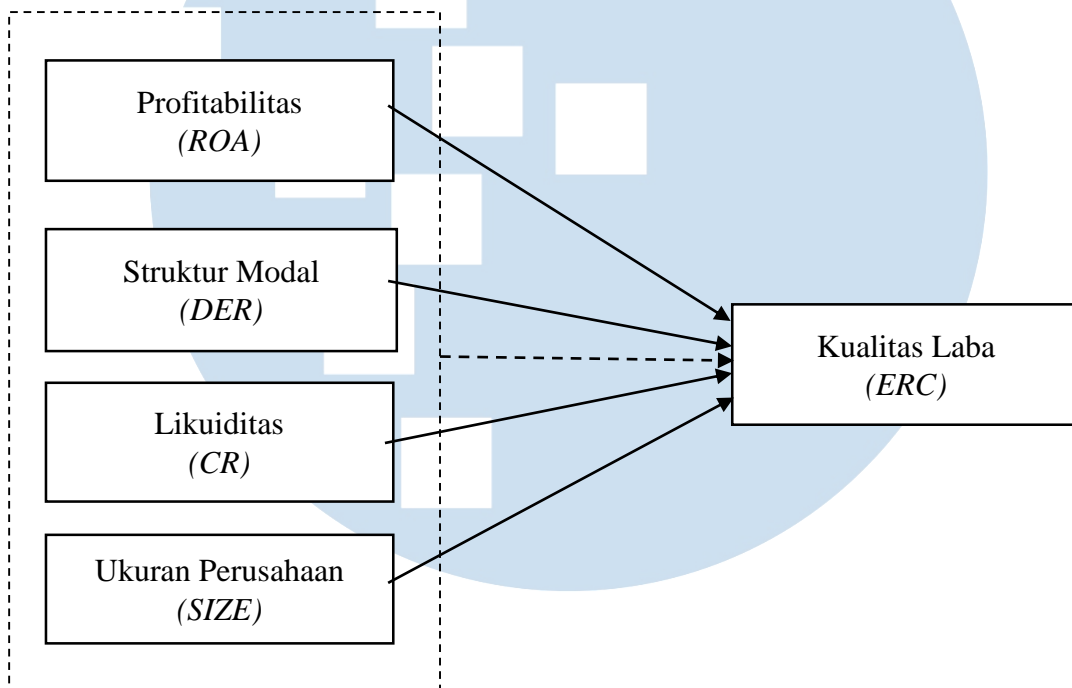 Profitabilitas
(ROA)
Struktur Modal
(DER)
Likuiditas
(CR)
Ukuran Perusahaan
(SIZE)
Kualitas Laba
(ERC)